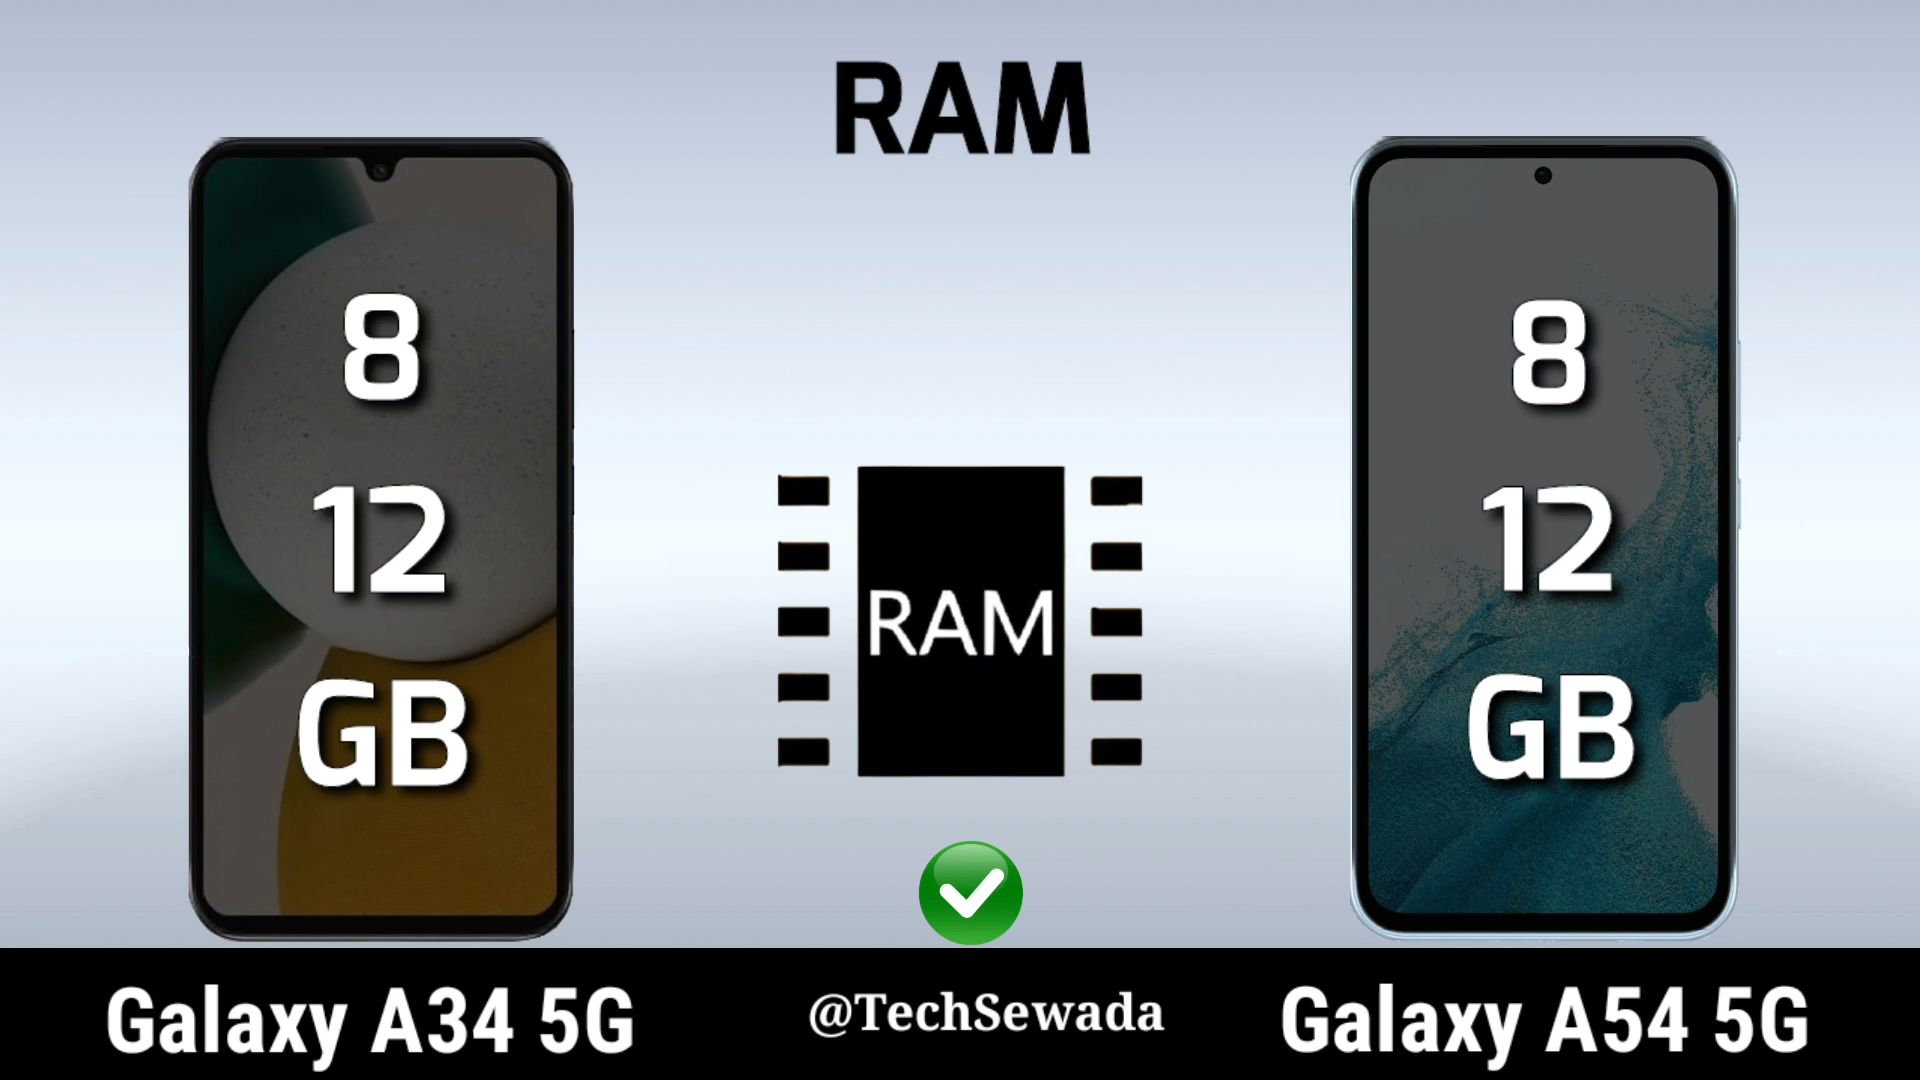 RAM
8
12
GB
RAM
8
12
GB
Galaxy A34 5G
@TechSewada
Galaxy A54 5G